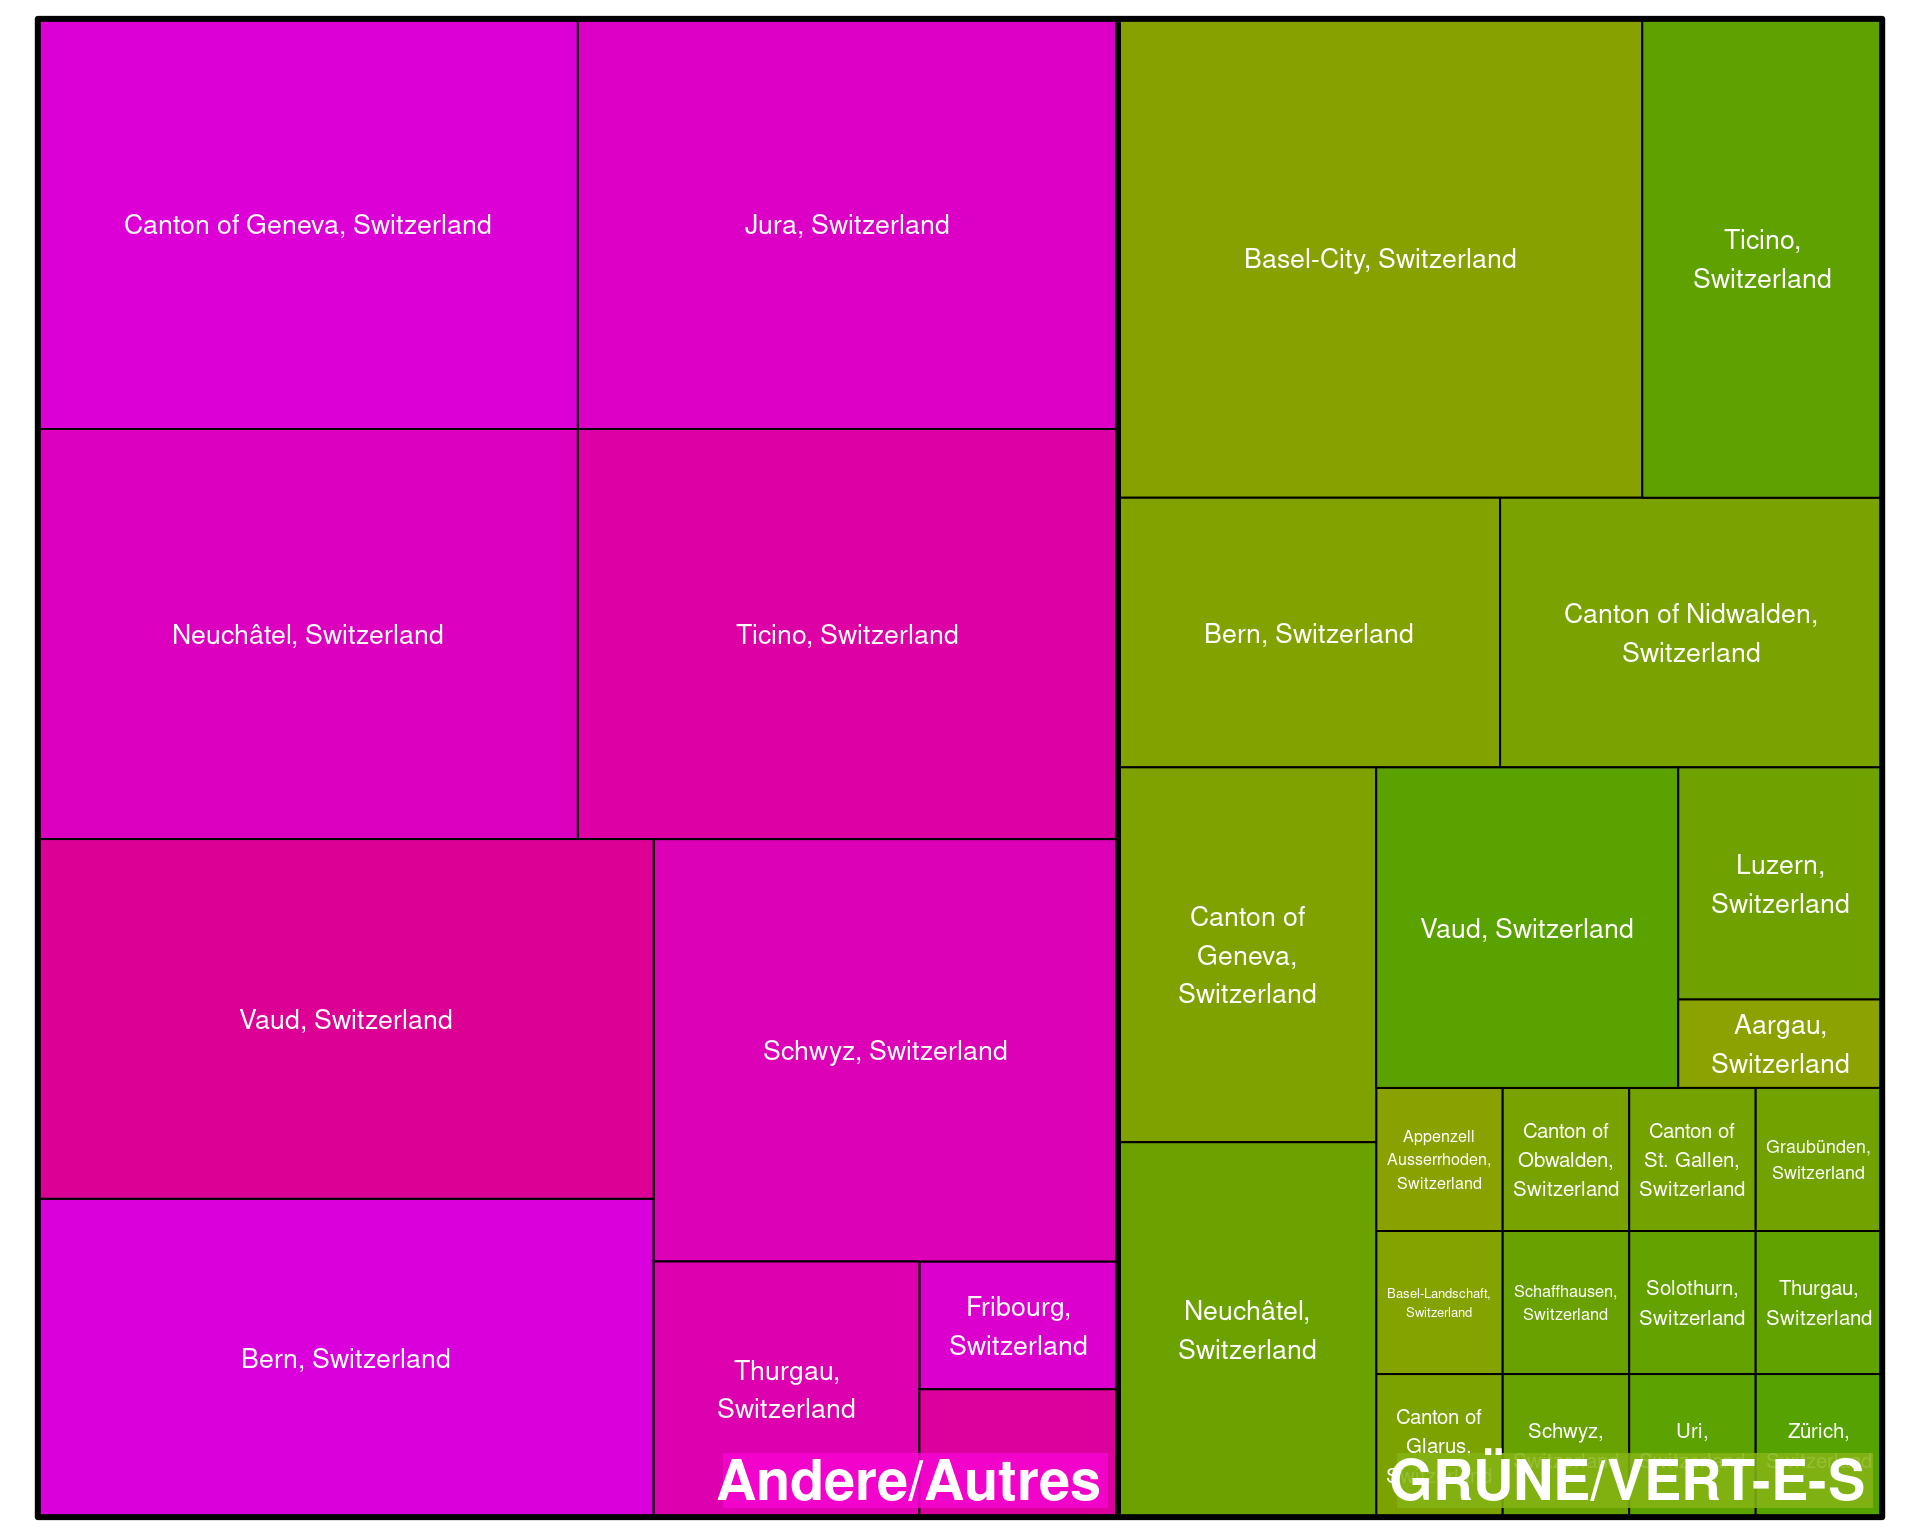 Canton of Geneva, Switzerland
Jura, Switzerland
Neuchâtel, Switzerland
Ticino, Switzerland
Vaud, Switzerland
Schwyz, Switzerland
Bern, Switzerland
Thurgau,
Switzerland
Fribourg,
Switzerland
Andere/Autres
Basel-City, Switzerland
Ticino,
Switzerland
Bern, Switzerland
Canton of Nidwalden,
Switzerland
Canton of
Geneva,
Switzerland
Vaud, Switzerland
Luzern,
Switzerland
Aargau,
Switzerland
Neuchâtel,
Switzerland
Appenzell
Ausserrhoden,
Switzerland
Canton of
Obwalden,
Switzerland
Canton of
St. Gallen,
Switzerland
Graubünden,
Switzerland
Basel-Landschaft,
Switzerland
Schaffhausen,
Switzerland
Solothurn,
Switzerland
Thurgau,
Switzerland
Canton of
Glarus,
Schwyz,
Switzerland
Uri,
Switzerland
Zürich,
Switzerland
GRÜNE/VERT-E-S